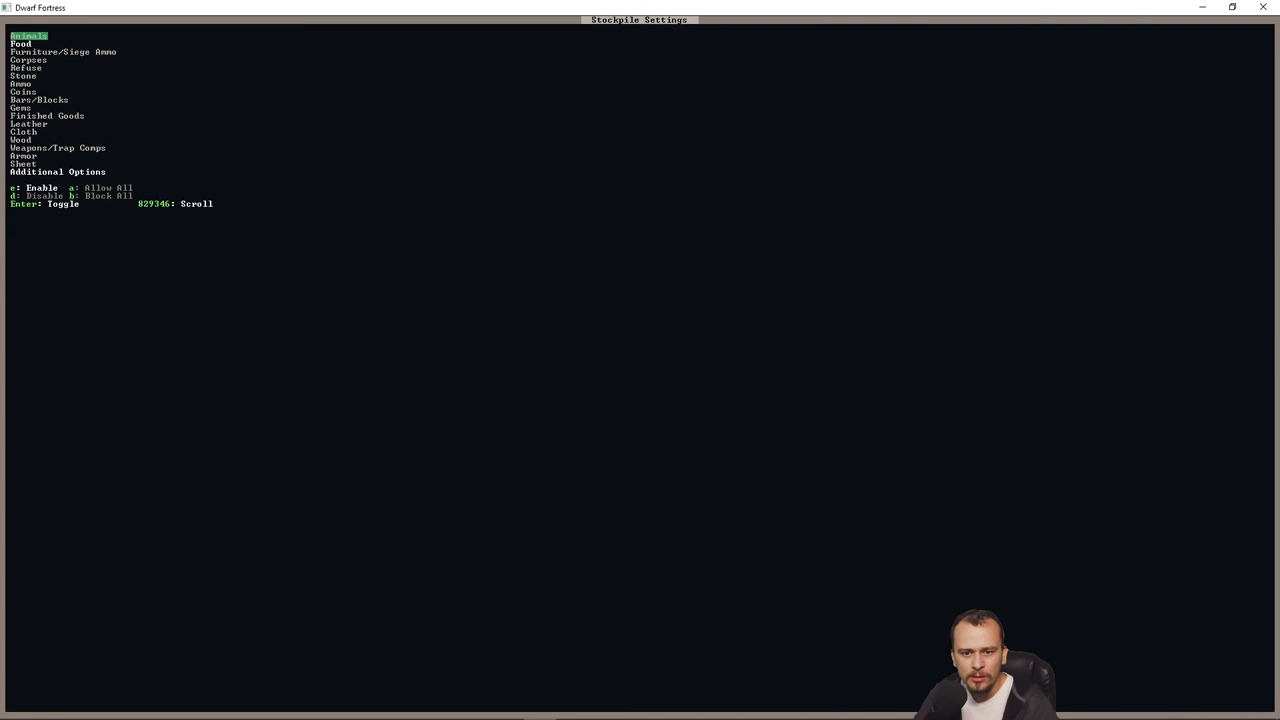 Dwarf Fortress
Stockpile Settings
Animals
Food
Furniture/Siege Ammo
Corpses
Refuse
Stone
Ammo
Coins
Bars/Blocks
Gems
Finished Goods
Leather
Cloth
Wood
Weapons/Trap Comps
Armor
Sheet
Additional Options
e: Enable a: Allow All
d: Disable b: Block All
Enter: Toggle 829346: Scroll